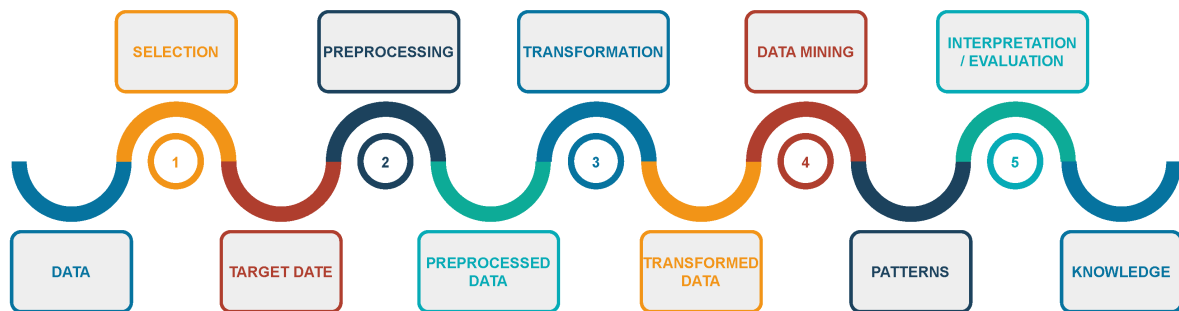 SELECTION
PREPROCESSING
TRANSFORMATION
DATA MINING
INTERPRETATION
/ EVALUATION
1
2
3
4
5
DATA
TARGET DATE
PREPROCESSED
DATA
TRANSFORMED
DATA
PATTERNS
KNOWLEDGE